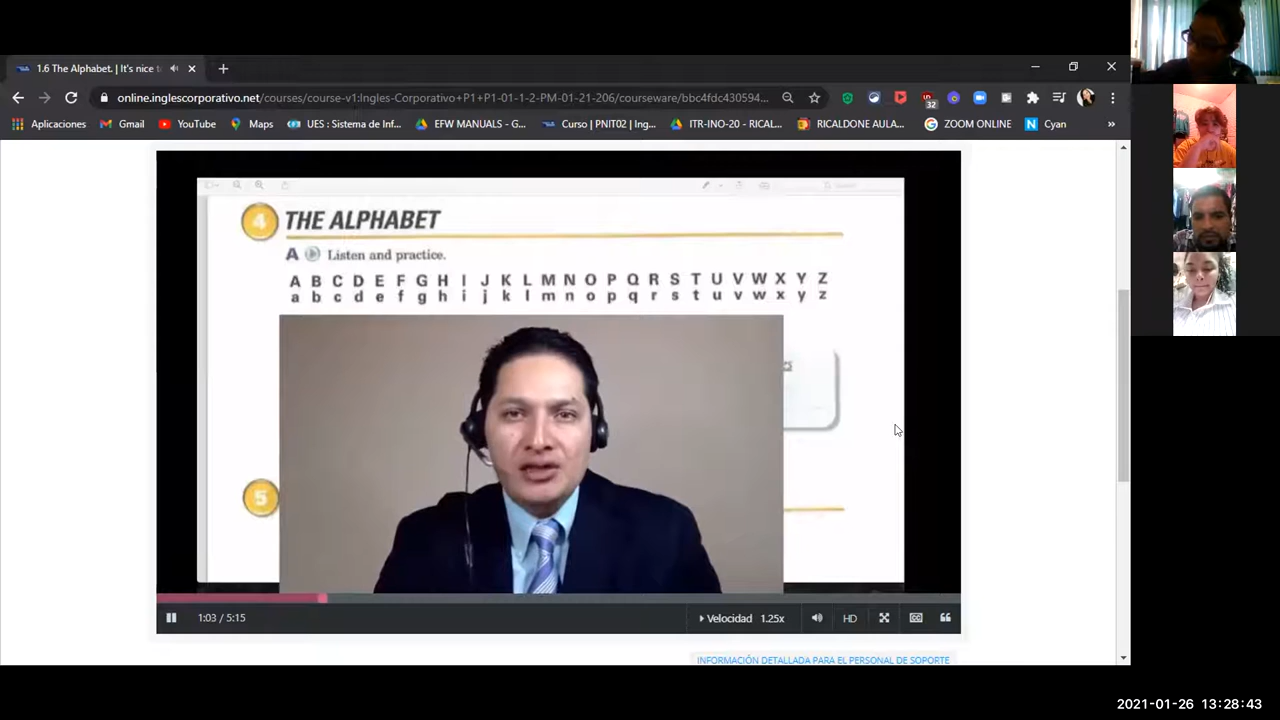 1.6 The Alphabet. | It's nice t
online.inglescorporativo.net/courses/course-v1:Ingles-Corporativo+P1+P1-01-1-2-PM-01-21-206/courseware/bbc4fdc430594...
32
Aplicaciones Gmail YouTube Maps UES : Sistema de Inf... EFW MANUALS - G... Curso | PNIT02 | Ing... ITR-INO-20 - RICAL... RICALDONE AULA... ZOOM ONLINE Cyan »
4 THE ALPHABET
A Listen and practice.
A B C D E F G H I J K L M N O P Q R S T U V W X Y Z
a b c d e f g h i j k l m n o p q r s t u v w x y z
5
1:03 / 5:15 Velocidad 1.25x HD
INFORMACIÓN DETALLADA PARA EL PERSONAL DE SOPORTE
2021-01-26 13:28:43